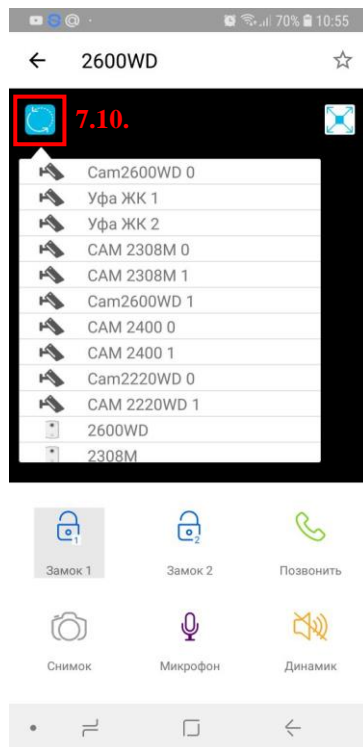 70% 10:55
2600WD
7.10.
Cam2600WD 0
Уфа ЖК 1
Уфа ЖК 2
CAM 2308M 0
CAM 2308M 1
Cam2600WD 1
CAM 2400 0
CAM 2400 1
Cam2220WD 0
CAM 2220WD 1
2600WD
2308M
1 2
Замок 1 Замок 2 Позвонить
Снимок Микрофон Динамик